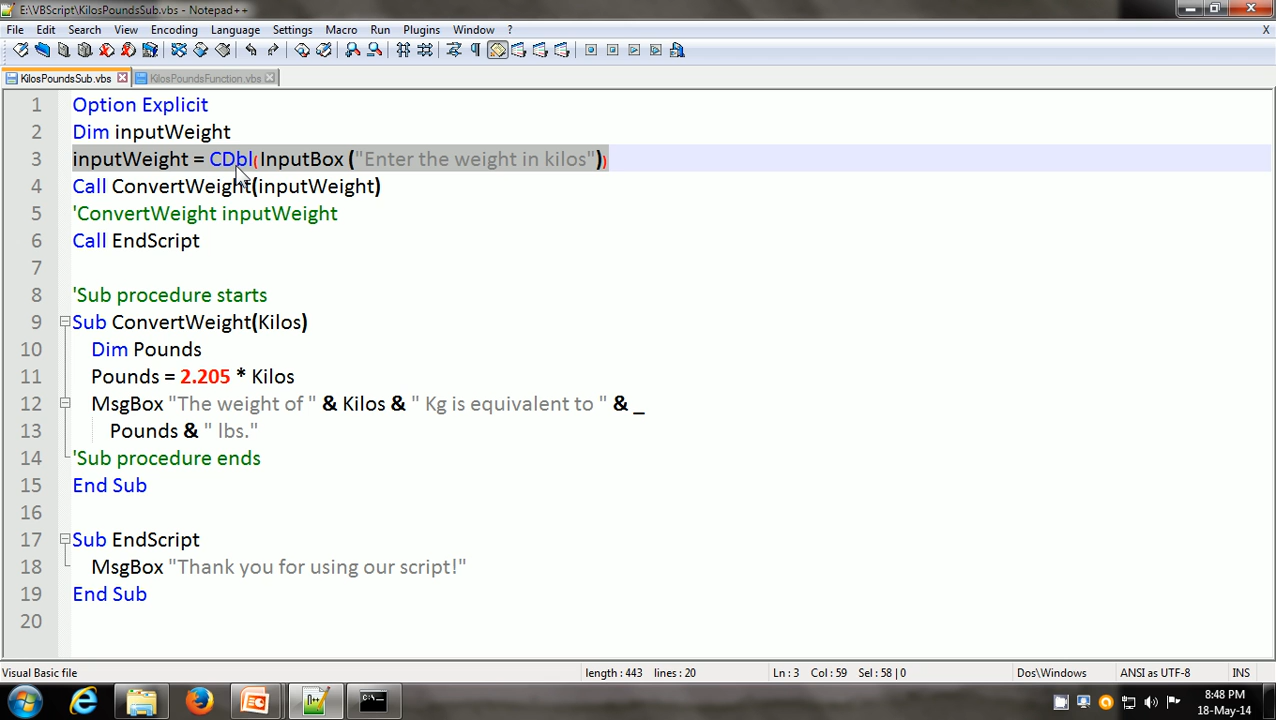 E:\VBScript\KilosPoundsSub.vbs - Notepad++
File Edit Search View Encoding Language Settings Macro Run Plugins Window ? X
KilosPoundsSub.vbs KilosPoundsFunction.vbs
1 Option Explicit
2 Dim inputWeight
3 inputWeight = CDbl(InputBox ("Enter the weight in kilos"))
4 Call ConvertWeight(inputWeight)
5 'ConvertWeight inputWeight
6 Call EndScript
7
8 'Sub procedure starts
9 Sub ConvertWeight(Kilos)
10 Dim Pounds
11 Pounds = 2.205 * Kilos
12 MsgBox "The weight of " & Kilos & " Kg is equivalent to " & _
13 Pounds & " lbs."
14 'Sub procedure ends
15 End Sub
16
17 Sub EndScript
18 MsgBox "Thank you for using our script!"
19 End Sub
20
Visual Basic file length : 443 lines : 20 Ln : 3 Col : 59 Sel : 58 | 0 Dos\Windows ANSI as UTF-8 INS
8:48 PM
18-May-14